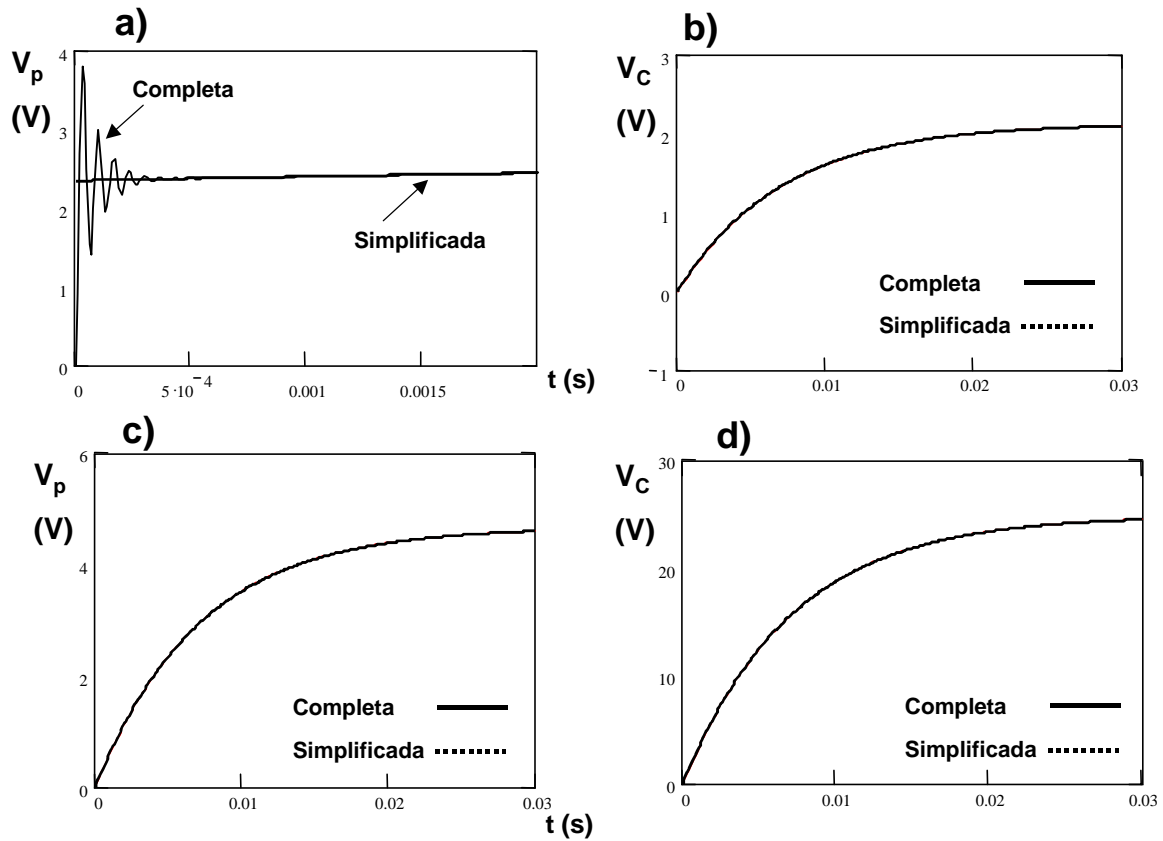 a)
V_p
(V)
4
3
2
1
0
Completa
Simplificada
0
5·10⁻⁴
0.001
0.0015
t (s)
b)
V_C
(V)
3
2
1
0
−1
Completa
Simplificada
0
0.01
0.02
0.03
c)
V_p
(V)
6
4
2
0
Completa
Simplificada
0
0.01
0.02
0.03
t (s)
d)
V_C
(V)
30
20
10
0
Completa
Simplificada
0
0.01
0.02
0.03